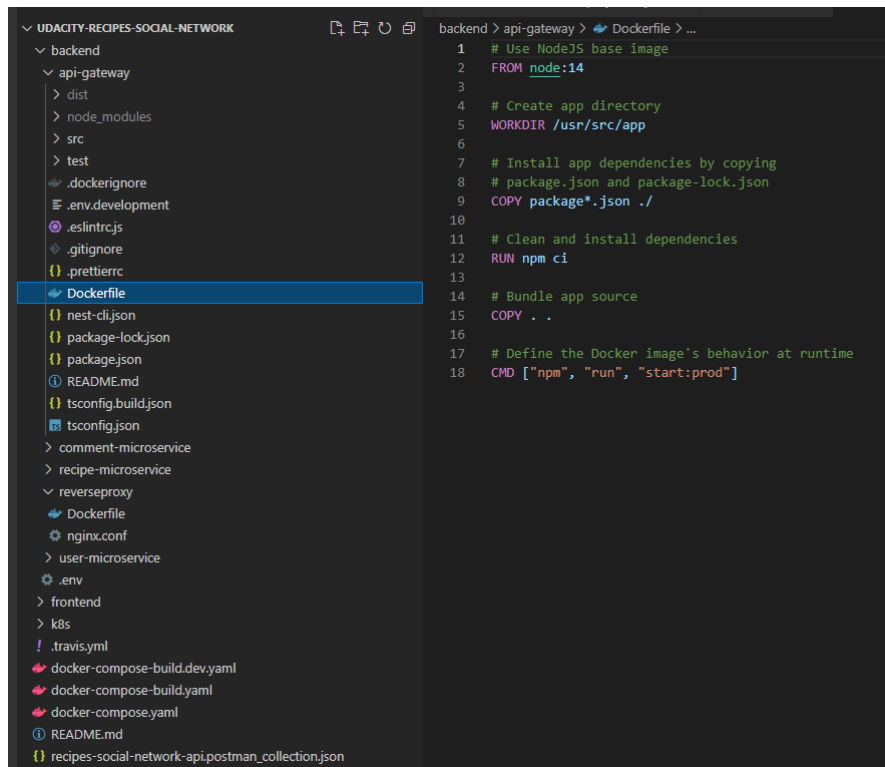 UDACITY-RECIPES-SOCIAL-NETWORK
backend
api-gateway
dist
node_modules
src
test
.dockerignore
.env.development
.eslintrc.js
.gitignore
{} .prettierrc
Dockerfile
{} nest-cli.json
{} package-lock.json
{} package.json
README.md
{} tsconfig.build.json
TS tsconfig.json
comment-microservice
recipe-microservice
reverseproxy
Dockerfile
nginx.conf
user-microservice
.env
frontend
k8s
! .travis.yml
docker-compose-build.dev.yaml
docker-compose-build.yaml
docker-compose.yaml
README.md
{} recipes-social-network-api.postman_collection.json
backend > api-gateway > Dockerfile > ...
1 # Use NodeJS base image
2 FROM node:14
3
4 # Create app directory
5 WORKDIR /usr/src/app
6
7 # Install app dependencies by copying
8 # package.json and package-lock.json
9 COPY package*.json ./
10
11 # Clean and install dependencies
12 RUN npm ci
13
14 # Bundle app source
15 COPY . .
16
17 # Define the Docker image's behavior at runtime
18 CMD ["npm", "run", "start:prod"]